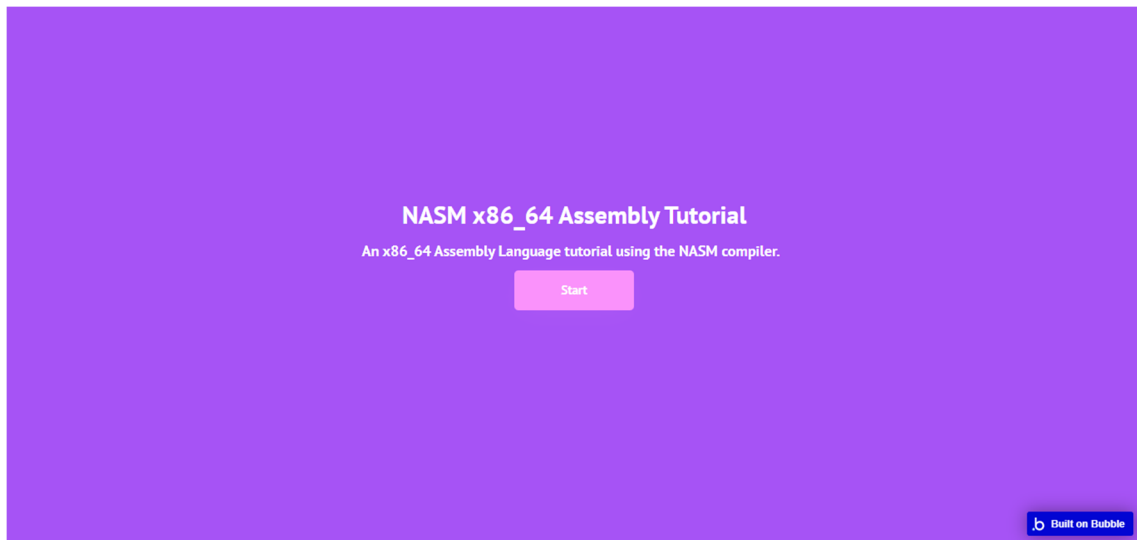 NASM x86_64 Assembly Tutorial
An x86_64 Assembly Language tutorial using the NASM compiler.
Start
Built on Bubble